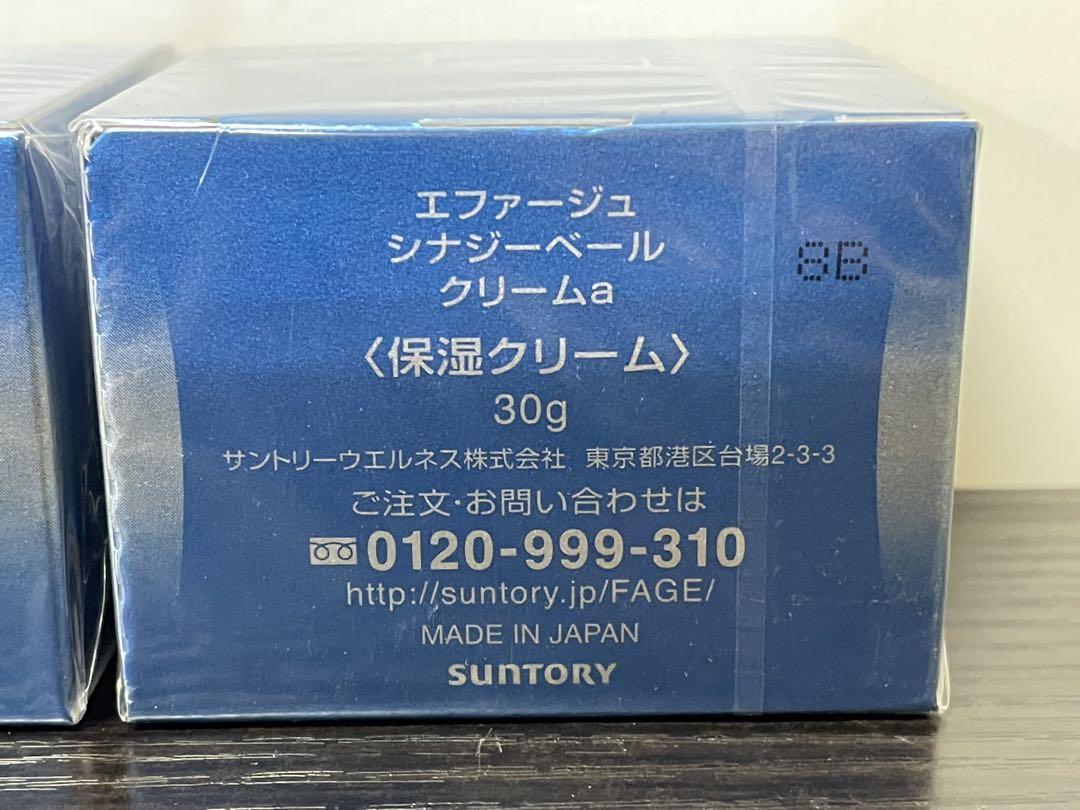 エファージュ
シナジーベール
クリームa
8B
〈保湿クリーム〉
30g
サントリーウエルネス株式会社 東京都港区台場2-3-3
ご注文･お問い合わせは
0120-999-310
http://suntory.jp/FAGE/
MADE IN JAPAN
SUNTORY